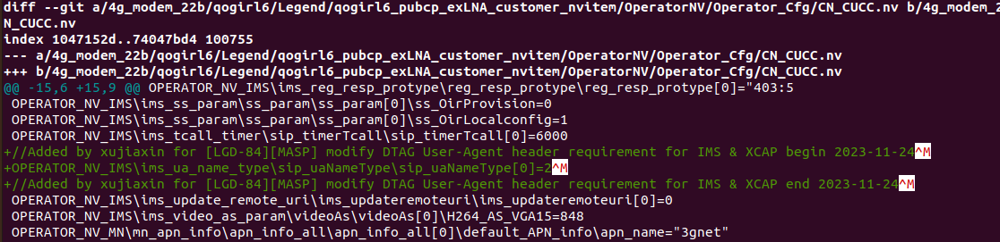 diff --git a/4g_modem_22b/qogirl6/Legend/qogirl6_pubcp_exLNA_customer_nvitem/OperatorNV/Operator_Cfg/CN_CUCC.nv b/4g_modem_2
N_CUCC.nv
index 1047152d..74047bd4 100755
--- a/4g_modem_22b/qogirl6/Legend/qogirl6_pubcp_exLNA_customer_nvitem/OperatorNV/Operator_Cfg/CN_CUCC.nv
+++ b/4g_modem_22b/qogirl6/Legend/qogirl6_pubcp_exLNA_customer_nvitem/OperatorNV/Operator_Cfg/CN_CUCC.nv
@@ -15,6 +15,9 @@ OPERATOR_NV_IMS\ims_reg_resp_protype\reg_resp_protype\reg_resp_protype[0]="403:5
 OPERATOR_NV_IMS\ims_ss_param\ss_param\ss_param[0]\ss_OirProvision=0
 OPERATOR_NV_IMS\ims_ss_param\ss_param\ss_param[0]\ss_OirLocalconfig=1
 OPERATOR_NV_IMS\ims_tcall_timer\sip_timerTcall\sip_timerTcall[0]=6000
+//Added by xujiaxin for [LGD-84][MASP] modify DTAG User-Agent header requirement for IMS & XCAP begin 2023-11-24^M
+OPERATOR_NV_IMS\ims_ua_name_type\sip_uaNameType\sip_uaNameType[0]=2^M
+//Added by xujiaxin for [LGD-84][MASP] modify DTAG User-Agent header requirement for IMS & XCAP end 2023-11-24^M
 OPERATOR_NV_IMS\ims_update_remote_uri\ims_updateremoteuri\ims_updateremoteuri[0]=0
 OPERATOR_NV_IMS\ims_video_as_param\videoAs\videoAs[0]\H264_AS_VGA15=848
 OPERATOR_NV_MN\mn_apn_info\apn_info_all\apn_info_all[0]\default_APN_info\apn_name="3gnet"